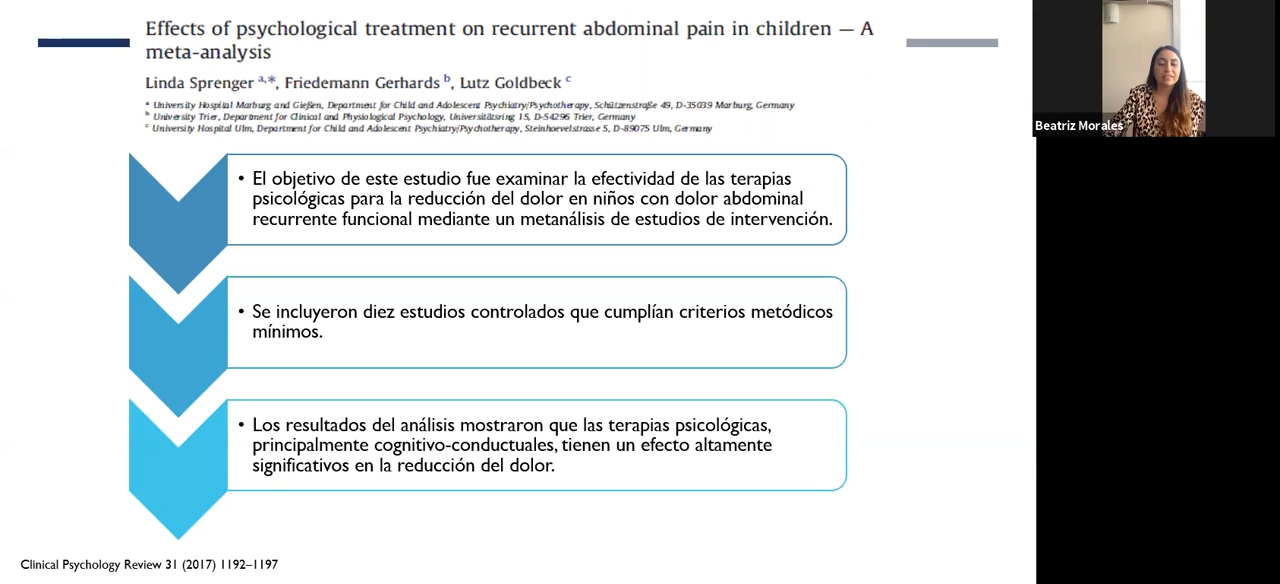 Effects of psychological treatment on recurrent abdominal pain in children — A
meta-analysis
Linda Sprenger a,*, Friedemann Gerhards b, Lutz Goldbeck c
a University Hospital Marburg and Gießen, Department for Child and Adolescent Psychiatry/Psychotherapy, Schützenstraße 49, D-35039 Marburg, Germany
b University Trier, Department for Clinical and Physiological Psychology, Universitätsring 15, D-54296 Trier, Germany
c University Hospital Ulm, Department for Child and Adolescent Psychiatry/Psychotherapy, Steinhoevelstrasse 5, D-89075 Ulm, Germany
Beatriz Morales
• El objetivo de este estudio fue examinar la efectividad de las terapias
psicológicas para la reducción del dolor en niños con dolor abdominal
recurrente funcional mediante un metanálisis de estudios de intervención.
• Se incluyeron diez estudios controlados que cumplían criterios metódicos
mínimos.
• Los resultados del análisis mostraron que las terapias psicológicas,
principalmente cognitivo-conductuales, tienen un efecto altamente
significativos en la reducción del dolor.
Clinical Psychology Review 31 (2017) 1192–1197